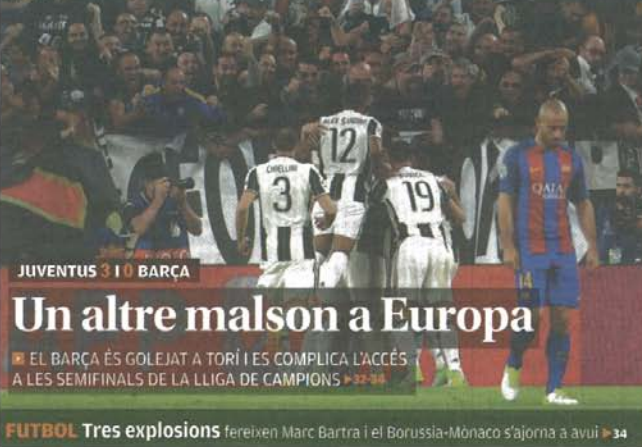 ALEX SANDRO
12
CHIELLINI
3
19
QATAR
14
JUVENTUS 3 I 0 BARÇA
Un altre malson a Europa
EL BARÇA ÉS GOLEJAT A TORÍ I ES COMPLICA L'ACCÉS
A LES SEMIFINALS DE LA LLIGA DE CAMPIONS ▶32-34
FUTBOL Tres explosions fereixen Marc Bartra i el Borussia-Mònaco s'ajorna a avui ▶34